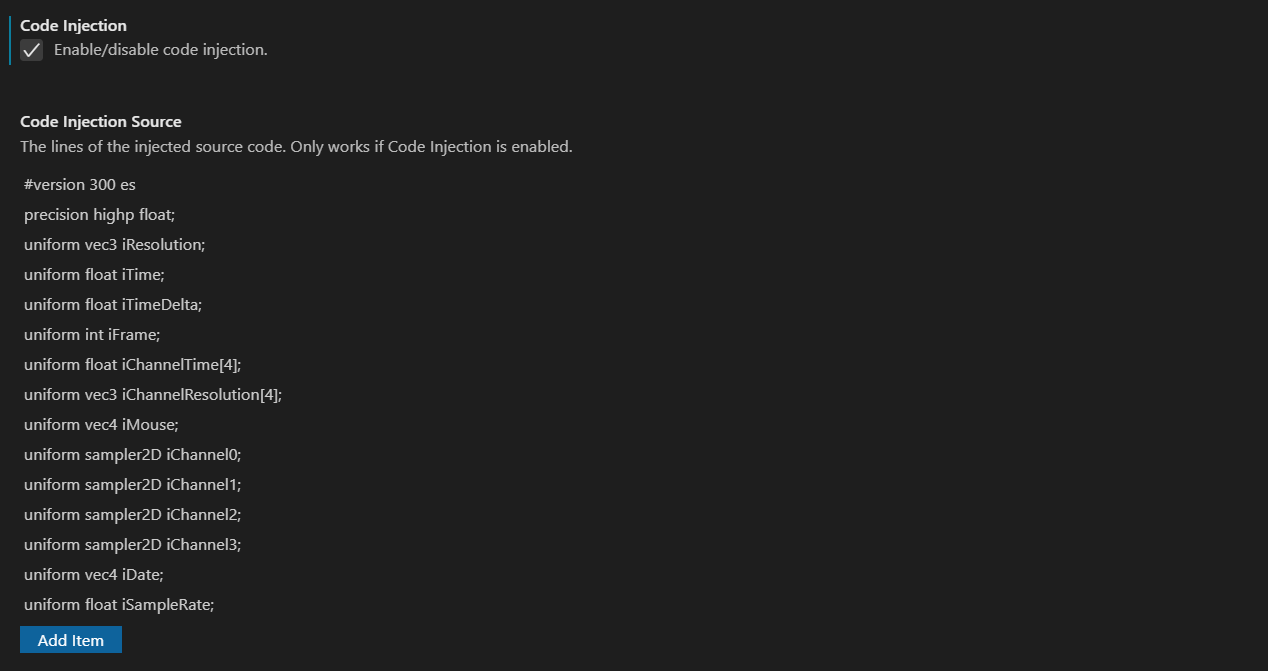 Code Injection
Enable/disable code injection.
Code Injection Source
The lines of the injected source code. Only works if Code Injection is enabled.
#version 300 es
precision highp float;
uniform vec3 iResolution;
uniform float iTime;
uniform float iTimeDelta;
uniform int iFrame;
uniform float iChannelTime[4];
uniform vec3 iChannelResolution[4];
uniform vec4 iMouse;
uniform sampler2D iChannel0;
uniform sampler2D iChannel1;
uniform sampler2D iChannel2;
uniform sampler2D iChannel3;
uniform vec4 iDate;
uniform float iSampleRate;
Add Item